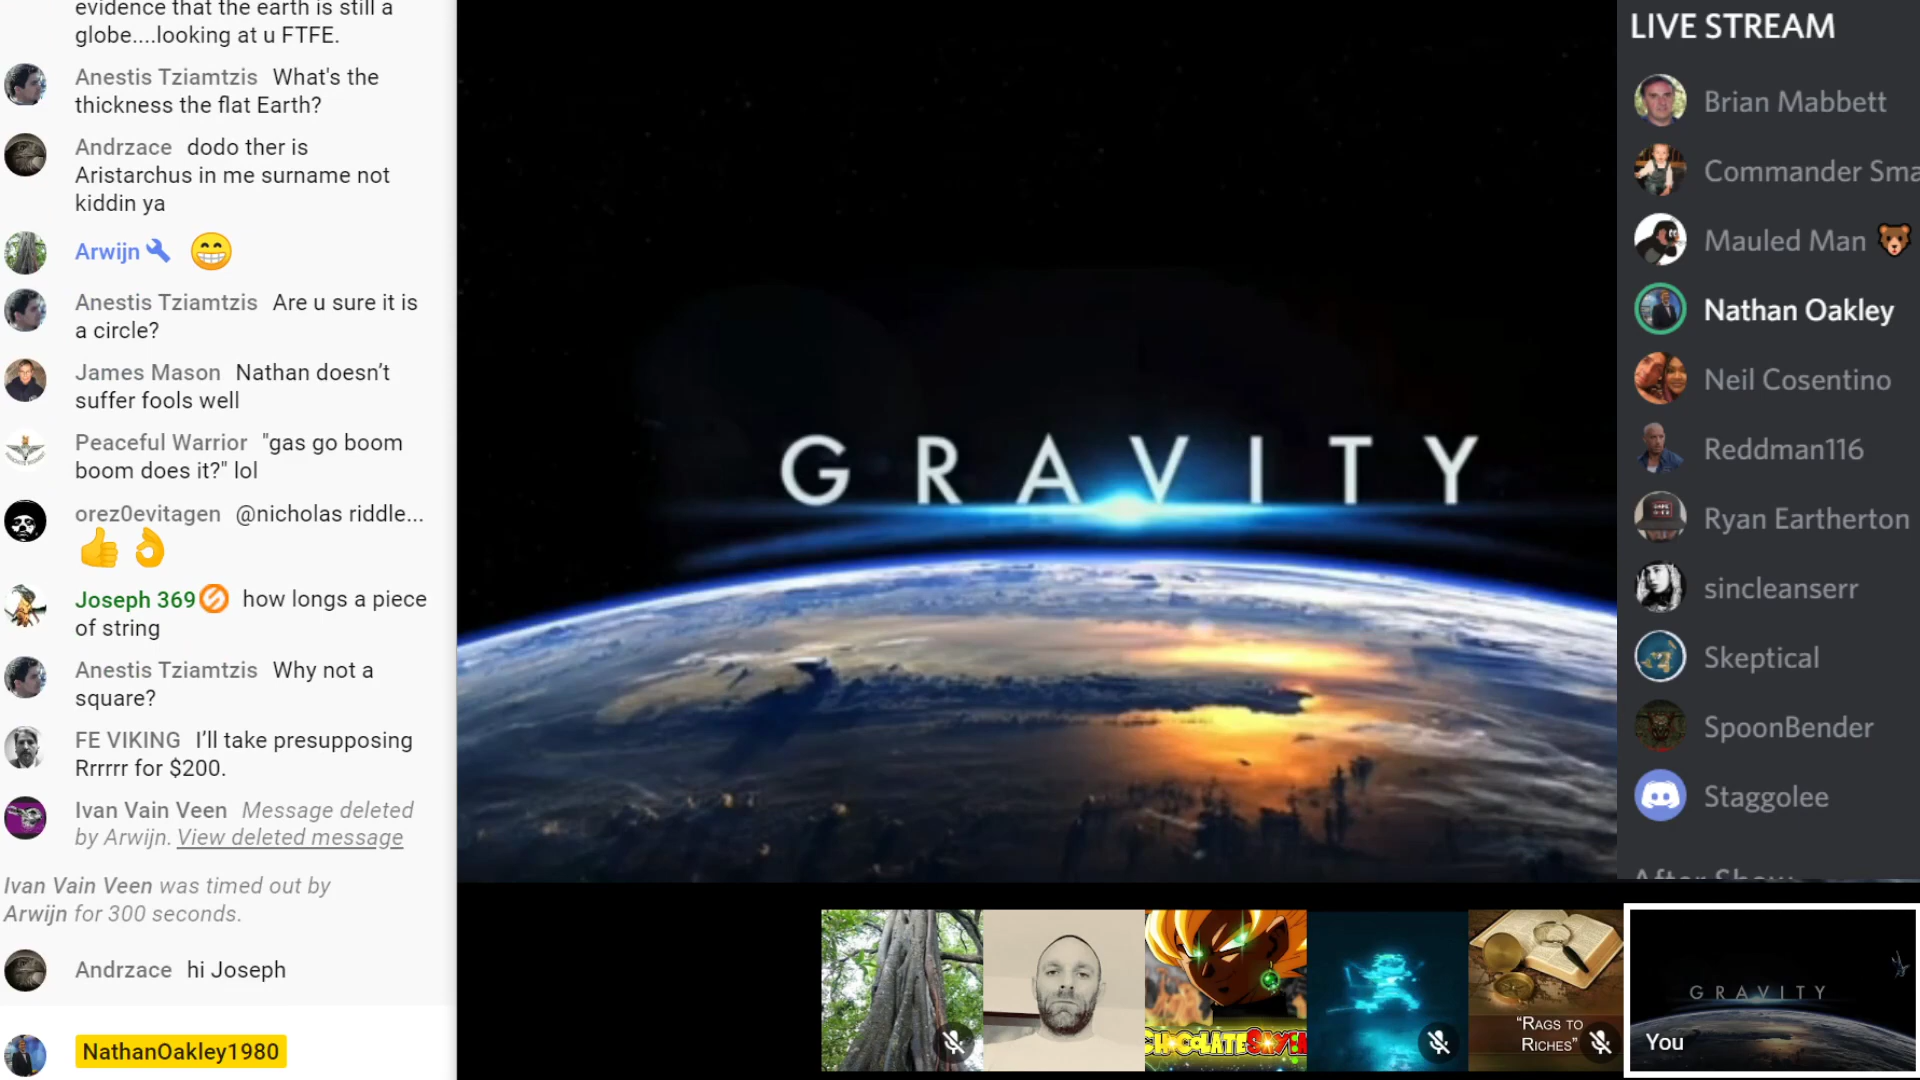 evidence that the earth is still a
globe....looking at u FTFE.
Anestis Tziamtzis What's the
thickness the flat Earth?
Andrzace dodo ther is
Aristarchus in me surname not
kiddin ya
Arwijn
Anestis Tziamtzis Are u sure it is
a circle?
James Mason Nathan doesn’t
suffer fools well
Peaceful Warrior "gas go boom
boom does it?" lol
orez0evitagen @nicholas riddle...
Joseph 369 how longs a piece
of string
Anestis Tziamtzis Why not a
square?
FE VIKING I’ll take presupposing
Rrrrrr for $200.
Ivan Vain Veen Message deleted
by Arwijn. View deleted message
Ivan Vain Veen was timed out by
Arwijn for 300 seconds.
Andrzace hi Joseph
NathanOakley1980
GRAVITY
LIVE STREAM
Brian Mabbett
Commander Sma
Mauled Man
Nathan Oakley
Neil Cosentino
Reddman116
Ryan Eartherton
sincleanserr
Skeptical
SpoonBender
Staggolee
After Show
CHOCOLATE
“RAGS TO
RICHES”
GRAVITY
You